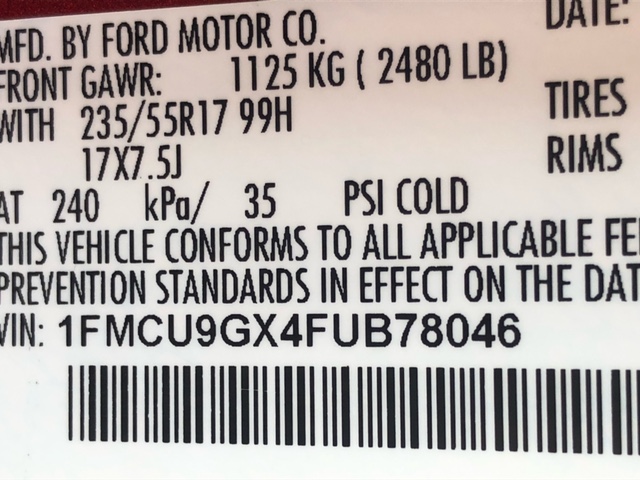 MFD. BY FORD MOTOR CO. DATE:
FRONT GAWR: 1125 KG ( 2480 LB)
WITH 235/55R17 99H TIRES
17X7.5J RIMS
AT 240 kPa/ 35 PSI COLD
THIS VEHICLE CONFORMS TO ALL APPLICABLE FE
PREVENTION STANDARDS IN EFFECT ON THE DAT
VIN: 1FMCU9GX4FUB78046